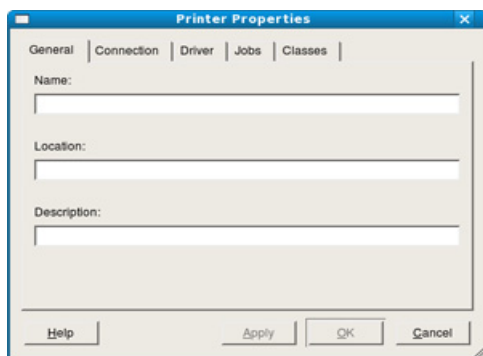 Printer Properties
General Connection Driver Jobs Classes
Name:
Location:
Description:
Help Apply OK Cancel